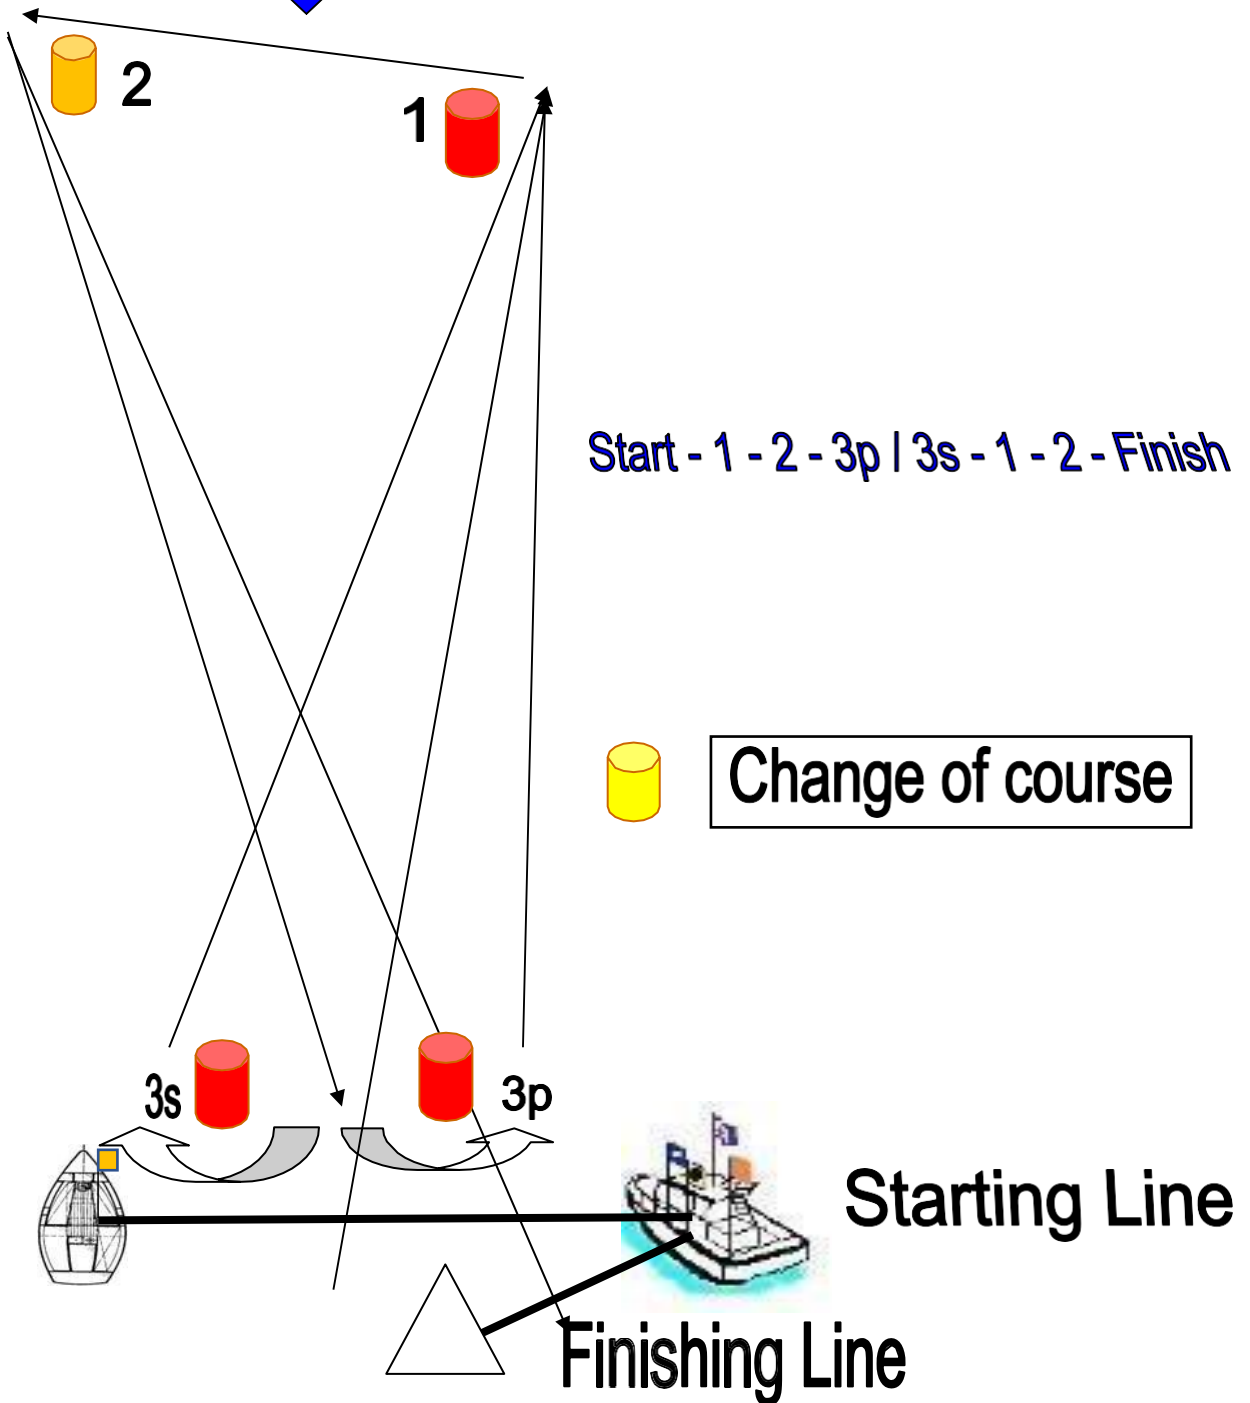 2
1
Start - 1 - 2 - 3p | 3s - 1 - 2 - Finish
Change of course
3s
3p
Starting Line
Finishing Line